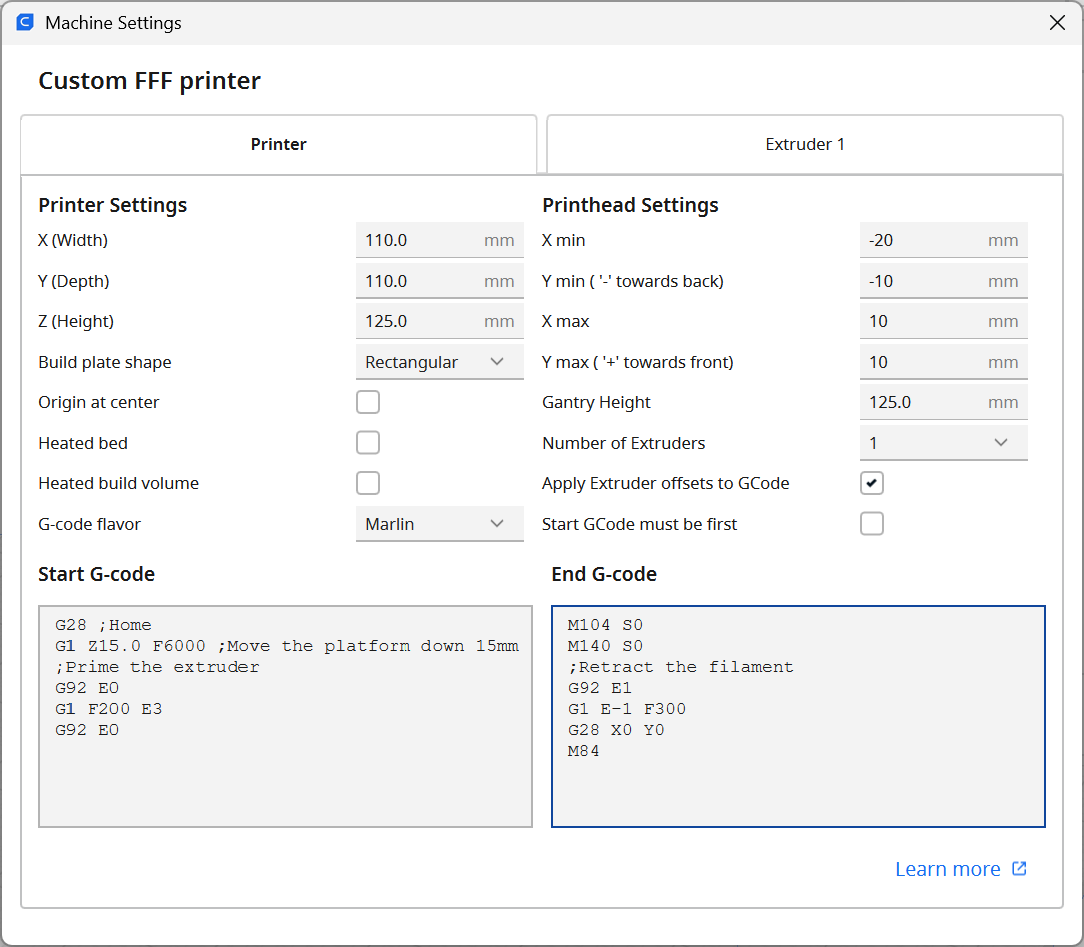 Machine Settings
Custom FFF printer
Printer
Extruder 1
Printer Settings
X (Width)
110.0 mm
Y (Depth)
110.0 mm
Z (Height)
125.0 mm
Build plate shape
Rectangular
Origin at center
Heated bed
Heated build volume
G-code flavor
Marlin
Printhead Settings
X min
-20 mm
Y min ( '-' towards back)
-10 mm
X max
10 mm
Y max ( '+' towards front)
10 mm
Gantry Height
125.0 mm
Number of Extruders
1
Apply Extruder offsets to GCode
Start GCode must be first
Start G-code
G28 ;Home
G1 Z15.0 F6000 ;Move the platforn down 15mm
;Prime the extruder
G92 E0
G1 F200 E3
G92 E0
End G-code
M104 S0
M140 S0
;Retract the filament
G92 E1
G1 E-1 F300
G28 X0 Y0
M84
Learn more